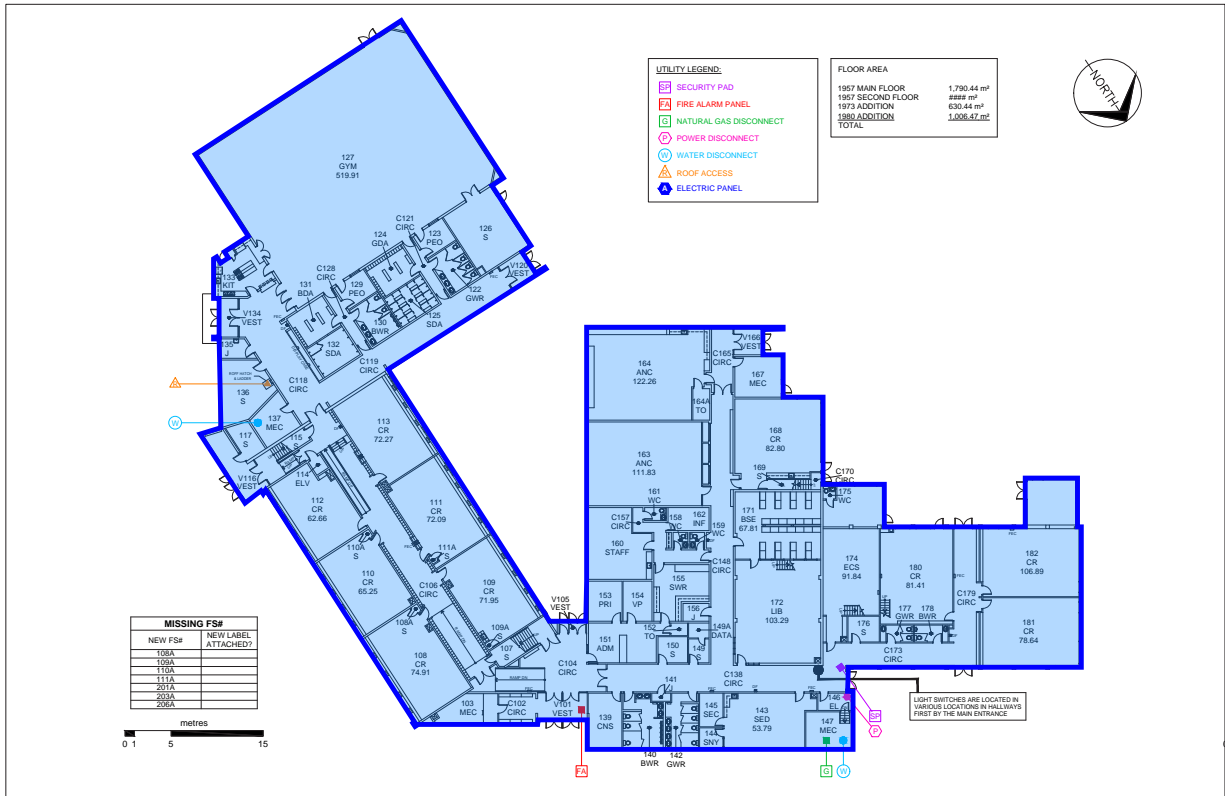 UTILITY LEGEND:
SP SECURITY PAD
FA FIRE ALARM PANEL
G NATURAL GAS DISCONNECT
P POWER DISCONNECT
W WATER DISCONNECT
R ROOF ACCESS
A ELECTRIC PANEL
FLOOR AREA
1957 MAIN FLOOR 1,790.44 m²
1957 SECOND FLOOR #### m²
1973 ADDITION 630.44 m²
1980 ADDITION 1,006.47 m²
TOTAL
NORTH
127
GYM
519.91
C121
CIRC
123
PEO
126
S
124
GDA
C128
CIRC
129
PEO
131
BDA
V120
VEST
122
GWR
125
SDA
130
BWR
132
SDA
133
KIT
V134
VEST
135
J
C119
CIRC
C118
CIRC
ROFF HATCH
& LADDER
R
136
S
W
137
MEC
117
S
115
S
V116
VEST
114
ELV
113
CR
72.27
112
CR
62.66
111
CR
72.09
110A
S
111A
S
110
CR
65.25
C106
CIRC
109
CR
71.95
108A
S
109A
S
108
CR
74.91
107
S
RAMP DN
103
MEC
C102
CIRC
V101
VEST
V105
VEST
C104
CIRC
FA
164
ANC
122.26
C165
CIRC
V166
VEST
167
MEC
164A
TO
163
ANC
111.83
168
CR
82.80
169
S
C170
CIRC
161
WC
C157
CIRC
158
WC
162
INF
159
WC
160
STAFF
171
BSE
67.81
175
WC
C148
CIRC
155
SWR
153
PRI
154
VP
156
J
174
ECS
91.84
180
CR
81.41
182
CR
106.89
172
LIB
103.29
C179
CIRC
177
GWR
178
BWR
176
S
181
CR
78.64
C173
CIRC
151
ADM
152
TO
149A
DATA
150
S
149
S
C138
CIRC
141
139
CNS
145
SEC
143
SED
53.79
146
EL
147
MEC
144
SNY
140
BWR
142
GWR
SP
P
G
W
LIGHT SWITCHES ARE LOCATED IN
VARIOUS LOCATIONS IN HALLWAYS
FIRST BY THE MAIN ENTRANCE
MISSING FS#
NEW FS# NEW LABEL
ATTACHED?
108A
109A
110A
111A
201A
203A
206A
metres
0 1 5 15